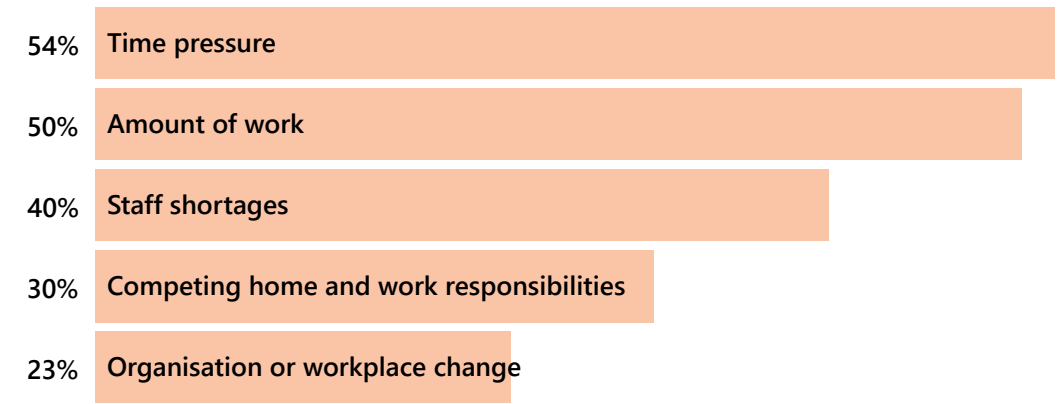 54% Time pressure
50% Amount of work
40% Staff shortages
30% Competing home and work responsibilities
23% Organisation or workplace change